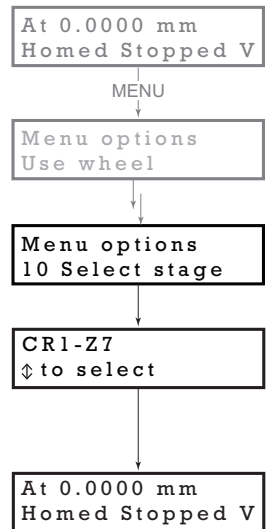 At 0.0000 mm
Homed Stopped V
MENU
Menu options
Use wheel
Menu options
10 Select stage
CR1-Z7
⇕ to select
At 0.0000 mm
Homed Stopped V